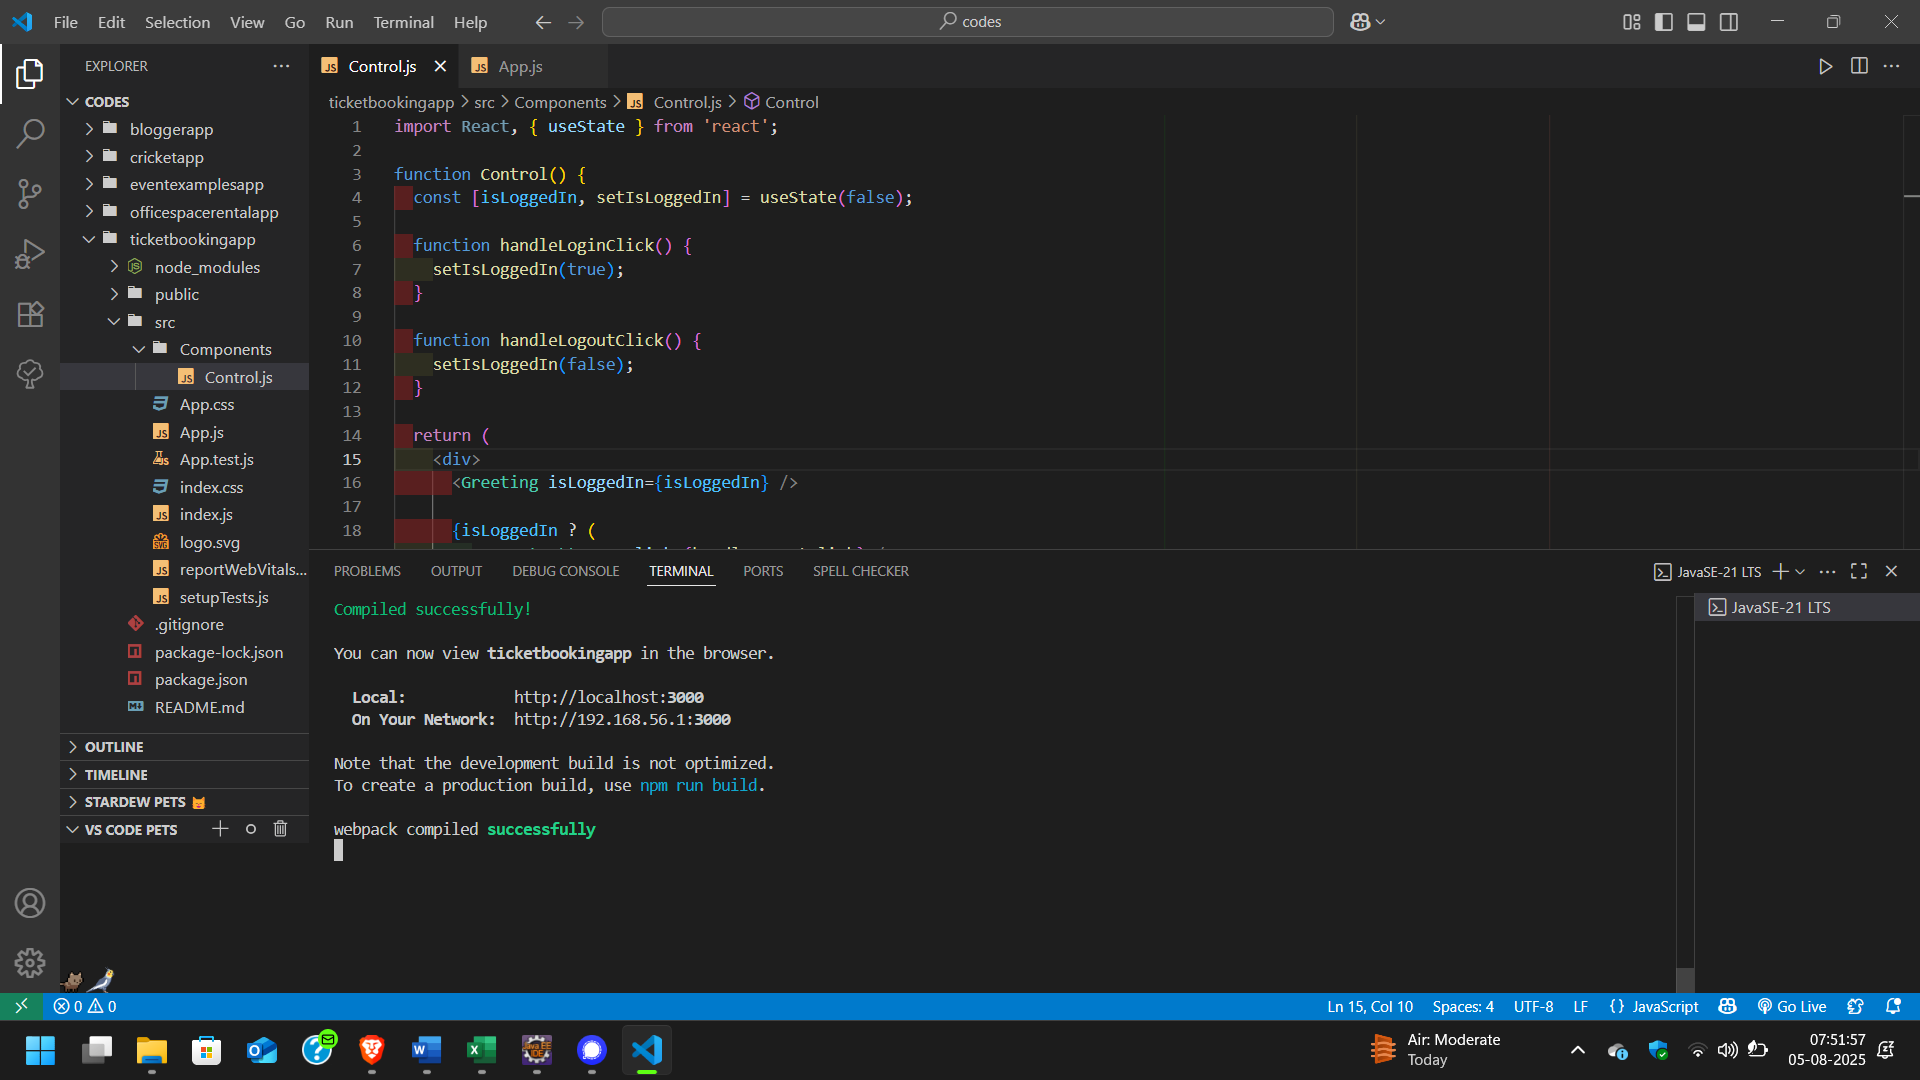 File Edit Selection View Go Run Terminal Help
codes
EXPLORER
Control.js
App.js
CODES
ticketbookingapp > src > Components > JS Control.js > Control
bloggerapp
cricketapp
eventexamplesapp
officespacerentalapp
ticketbookingapp
node_modules
public
src
Components
JS Control.js
App.css
JS App.js
App.test.js
index.css
JS index.js
logo.svg
JS reportWebVitals...
JS setupTests.js
.gitignore
package-lock.json
package.json
README.md
OUTLINE
TIMELINE
STARDEW PETS
VS CODE PETS
1 import React, { useState } from 'react';
2
3 function Control() {
4 const [isLoggedIn, setIsLoggedIn] = useState(false);
5
6 function handleLoginClick() {
7 setIsLoggedIn(true);
8 }
9
10 function handleLogoutClick() {
11 setIsLoggedIn(false);
12 }
13
14 return (
15 <div>
16 <Greeting isLoggedIn={isLoggedIn} />
17
18 {isLoggedIn ? (
PROBLEMS OUTPUT DEBUG CONSOLE TERMINAL PORTS SPELL CHECKER
JavaSE-21 LTS
JavaSE-21 LTS
Compiled successfully!
You can now view ticketbookingapp in the browser.
Local: http://localhost:3000
On Your Network: http://192.168.56.1:3000
Note that the development build is not optimized.
To create a production build, use npm run build.
webpack compiled successfully
0 0
Ln 15, Col 10 Spaces: 4 UTF-8 LF {} JavaScript Go Live
Air: Moderate
Today
07:51:57
05-08-2025